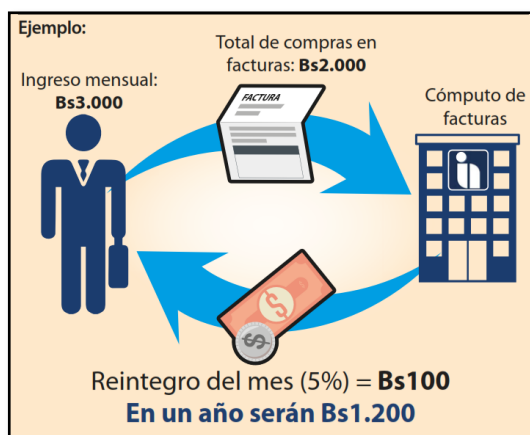 Ejemplo:
Total de compras en
facturas: Bs2.000
Ingreso mensual:
Bs3.000
FACTURA
Cómputo de
facturas
in
Reintegro del mes (5%) = Bs100
En un año serán Bs1.200